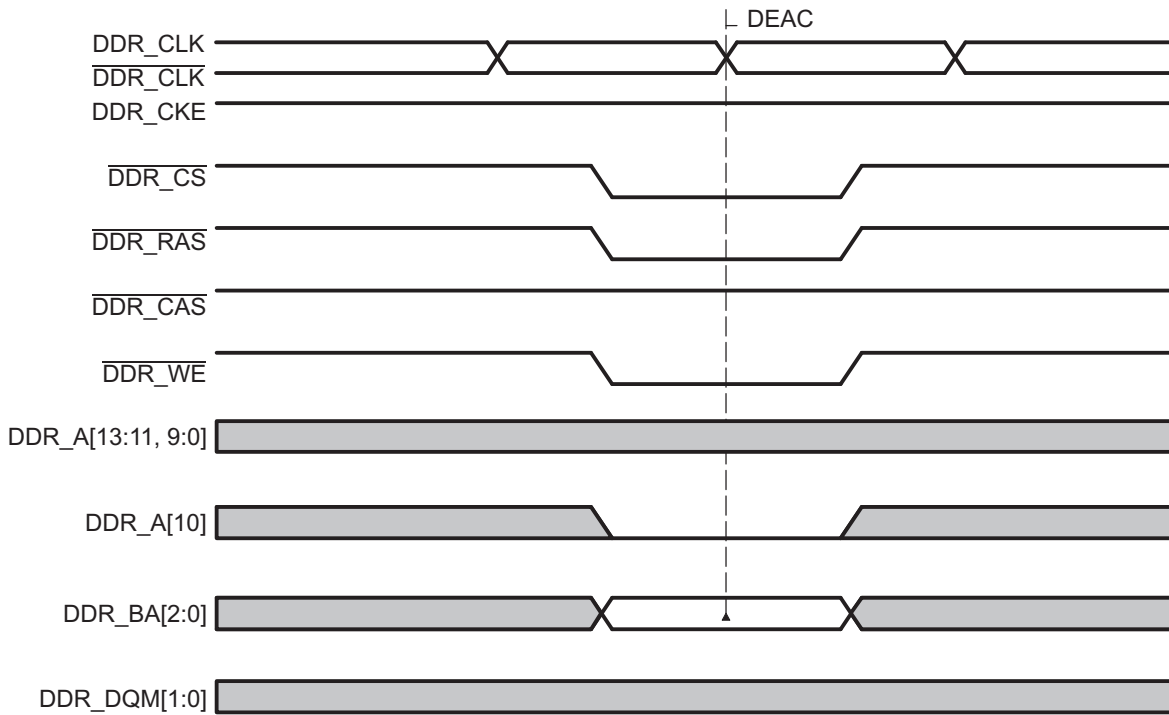 DEAC
DDR_CLK
DDR_CLK
DDR_CKE
DDR_CS
DDR_RAS
DDR_CAS
DDR_WE
DDR_A[13:11, 9:0]
DDR_A[10]
DDR_BA[2:0]
DDR_DQM[1:0]